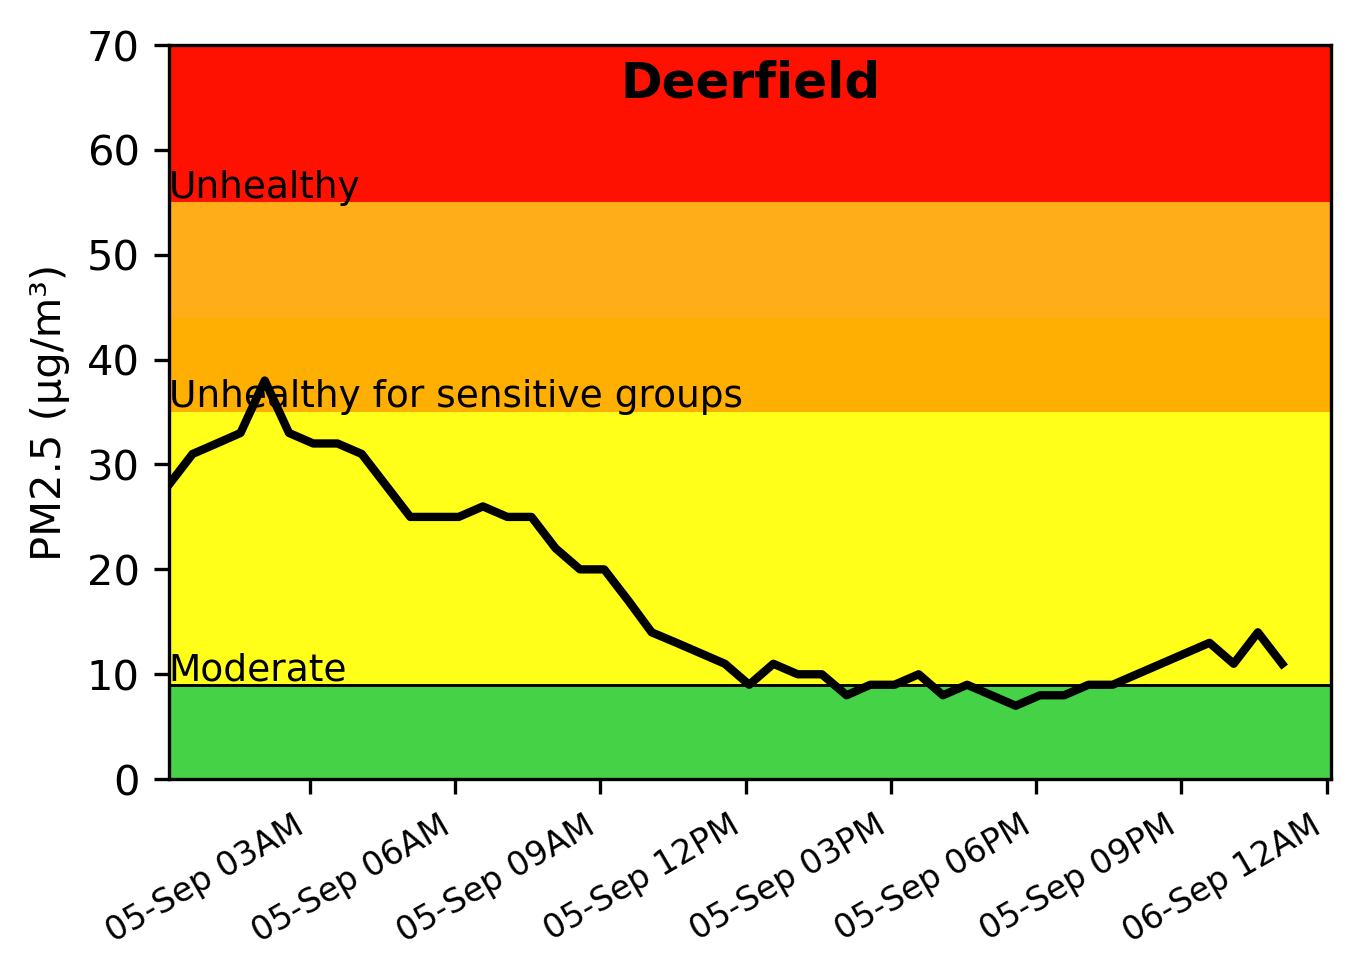 Deerfield
PM2.5 (µg/m³)
70
60
50
40
30
20
10
0
Unhealthy
Unhealthy for sensitive groups
Moderate
05-Sep 03AM
05-Sep 06AM
05-Sep 09AM
05-Sep 12PM
05-Sep 03PM
05-Sep 06PM
05-Sep 09PM
06-Sep 12AM